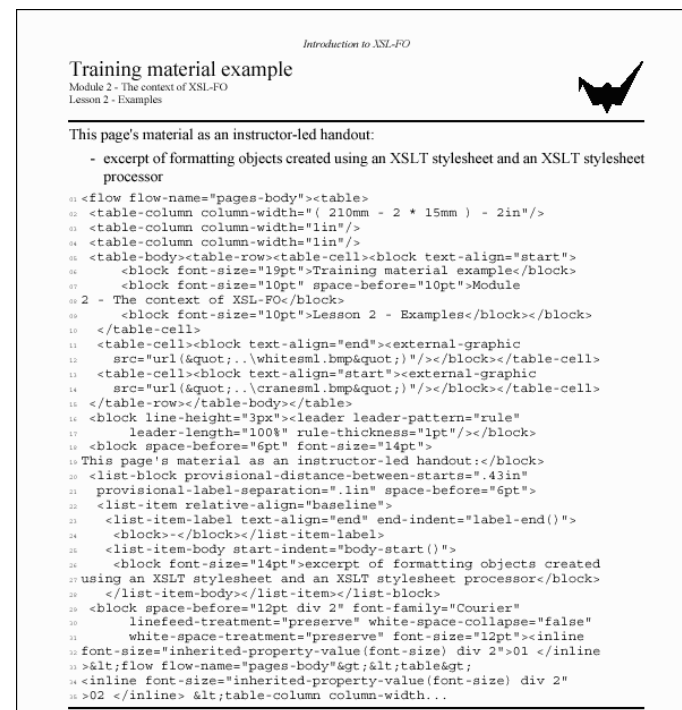 Introduction to XSL-FO
Training material example
Module 2 - The context of XSL-FO
Lesson 2 - Examples
This page's material as an instructor-led handout:
- excerpt of formatting objects created using an XSLT stylesheet and an XSLT stylesheet
processor
01 <flow flow-name="pages-body"><table>
02 <table-column column-width="( 210mm - 2 * 15mm ) - 2in"/>
03 <table-column column-width="1in"/>
04 <table-column column-width="1in"/>
05 <table-body><table-row><table-cell><block text-align="start">
06 <block font-size="19pt">Training material example</block>
07 <block font-size="10pt" space-before="10pt">Module
08 2 - The context of XSL-FO</block>
09 <block font-size="10pt">Lesson 2 - Examples</block></block>
10 </table-cell>
11 <table-cell><block text-align="end"><external-graphic
12 src="url(&quot;..\whitesml.bmp&quot;)"/></block></table-cell>
13 <table-cell><block text-align="start"><external-graphic
14 src="url(&quot;..\cranesml.bmp&quot;)"/></block></table-cell>
15 </table-row></table-body></table>
16 <block line-height="3px"><leader leader-pattern="rule"
17 leader-length="100%" rule-thickness="1pt"/></block>
18 <block space-before="6pt" font-size="14pt">
19 This page's material as an instructor-led handout:</block>
20 <list-block provisional-distance-between-starts=".43in"
21 provisional-label-separation=".1in" space-before="6pt">
22 <list-item relative-align="baseline">
23 <list-item-label text-align="end" end-indent="label-end()">
24 <block>-</block></list-item-label>
25 <list-item-body start-indent="body-start()">
26 <block font-size="14pt">excerpt of formatting objects created
27 using an XSLT stylesheet and an XSLT stylesheet processor</block>
28 </list-item-body></list-item></list-block>
29 <block space-before="12pt div 2" font-family="Courier"
30 linefeed-treatment="preserve" white-space-collapse="false"
31 white-space-treatment="preserve" font-size="12pt"><inline
32 font-size="inherited-property-value(font-size) div 2">01 </inline
33 >&lt;flow flow-name="pages-body"&gt;&lt;table&gt;
34 <inline font-size="inherited-property-value(font-size) div 2"
35 >02 </inline> &lt;table-column column-width...